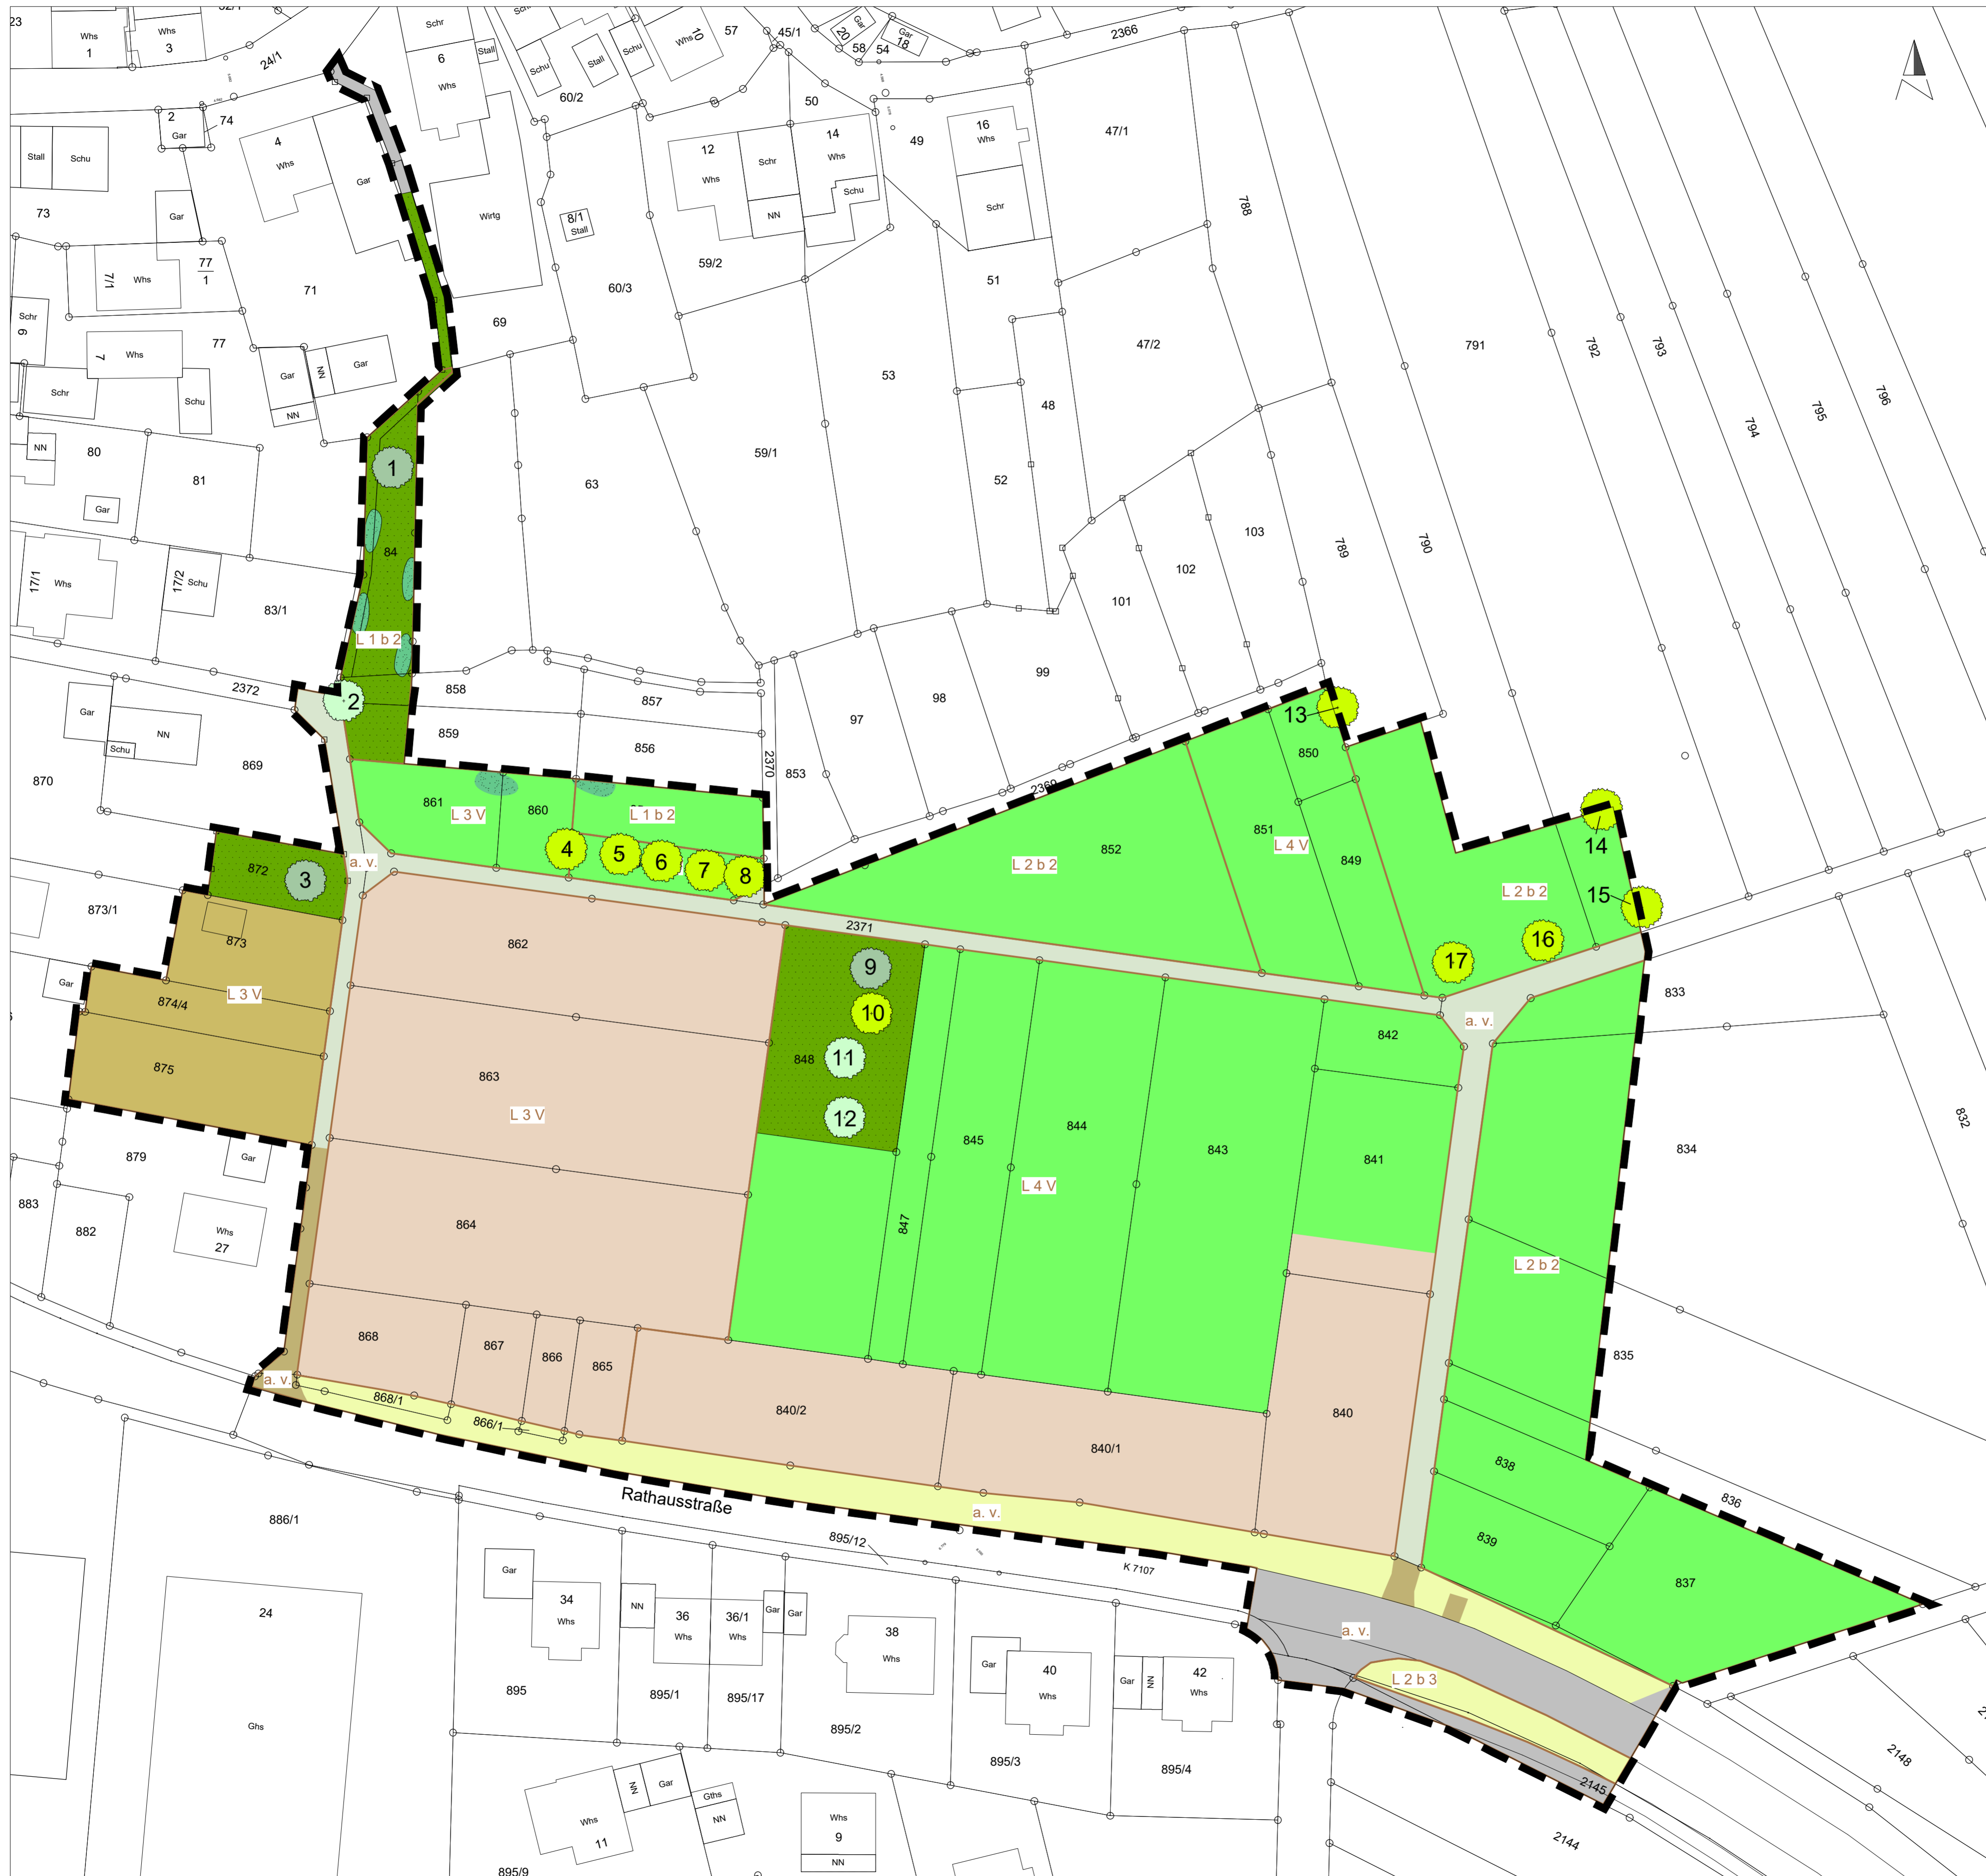 23
Whs
1
Whs
3
24/1
Schr
6
Whs
Stall
Schu
Stall
Schu
Whs
10
57
45/1
20
Gar
58
54
Gar
18
2366
60/2
50
2
Gar
74
4
Whs
Gar
Stall
Schu
73
Gar
Wirtg
8/1
Stall
12
Whs
Schr
NN
14
Whs
Schu
49
16
Whs
Schr
47/1
788
7/1
Whs
77
1
71
60/3
59/2
51
69
Schr
9
77
7
Whs
Schr
Schu
Gar
NN
Gar
NN
53
48
47/2
791
792
793
794
795
796
NN
80
81
Gar
1
59/1
63
52
103
102
101
789
790
84
17/1
Whs
17/2
Schu
83/1
L 1 b 2
2372
2
858
857
859
856
2370
853
97
98
99
Gar
NN
Schu
869
870
13
850
2369
861
L 3 V
860
L 1 b 2
4
5
6
7
8
852
L 2 b 2
851
L 4 V
849
14
L 2 b 2
15
16
17
872
3
a. v.
873/1
873
862
2371
9
10
848
11
12
Gar
874/4
L 3 V
875
863
L 3 V
845
844
843
L 4 V
842
841
a. v.
833
834
832
879
Gar
883
882
Whs
27
864
847
L 2 b 2
835
868
867
866
865
a. v.
868/1
866/1
840/2
840/1
840
838
839
836
837
Rathausstraße
a. v.
895/12
K 7107
886/1
24
Ghs
Gar
34
Whs
NN
36
Whs
36/1
Whs
Gar
Gar
38
Whs
Gar
40
Whs
Gar
NN
42
Whs
a. v.
L 2 b 3
895
895/1
895/17
895/2
895/3
895/4
2145
2148
2144
Whs
11
NN
Gar
Gths
NN
Whs
9
NN
895/9